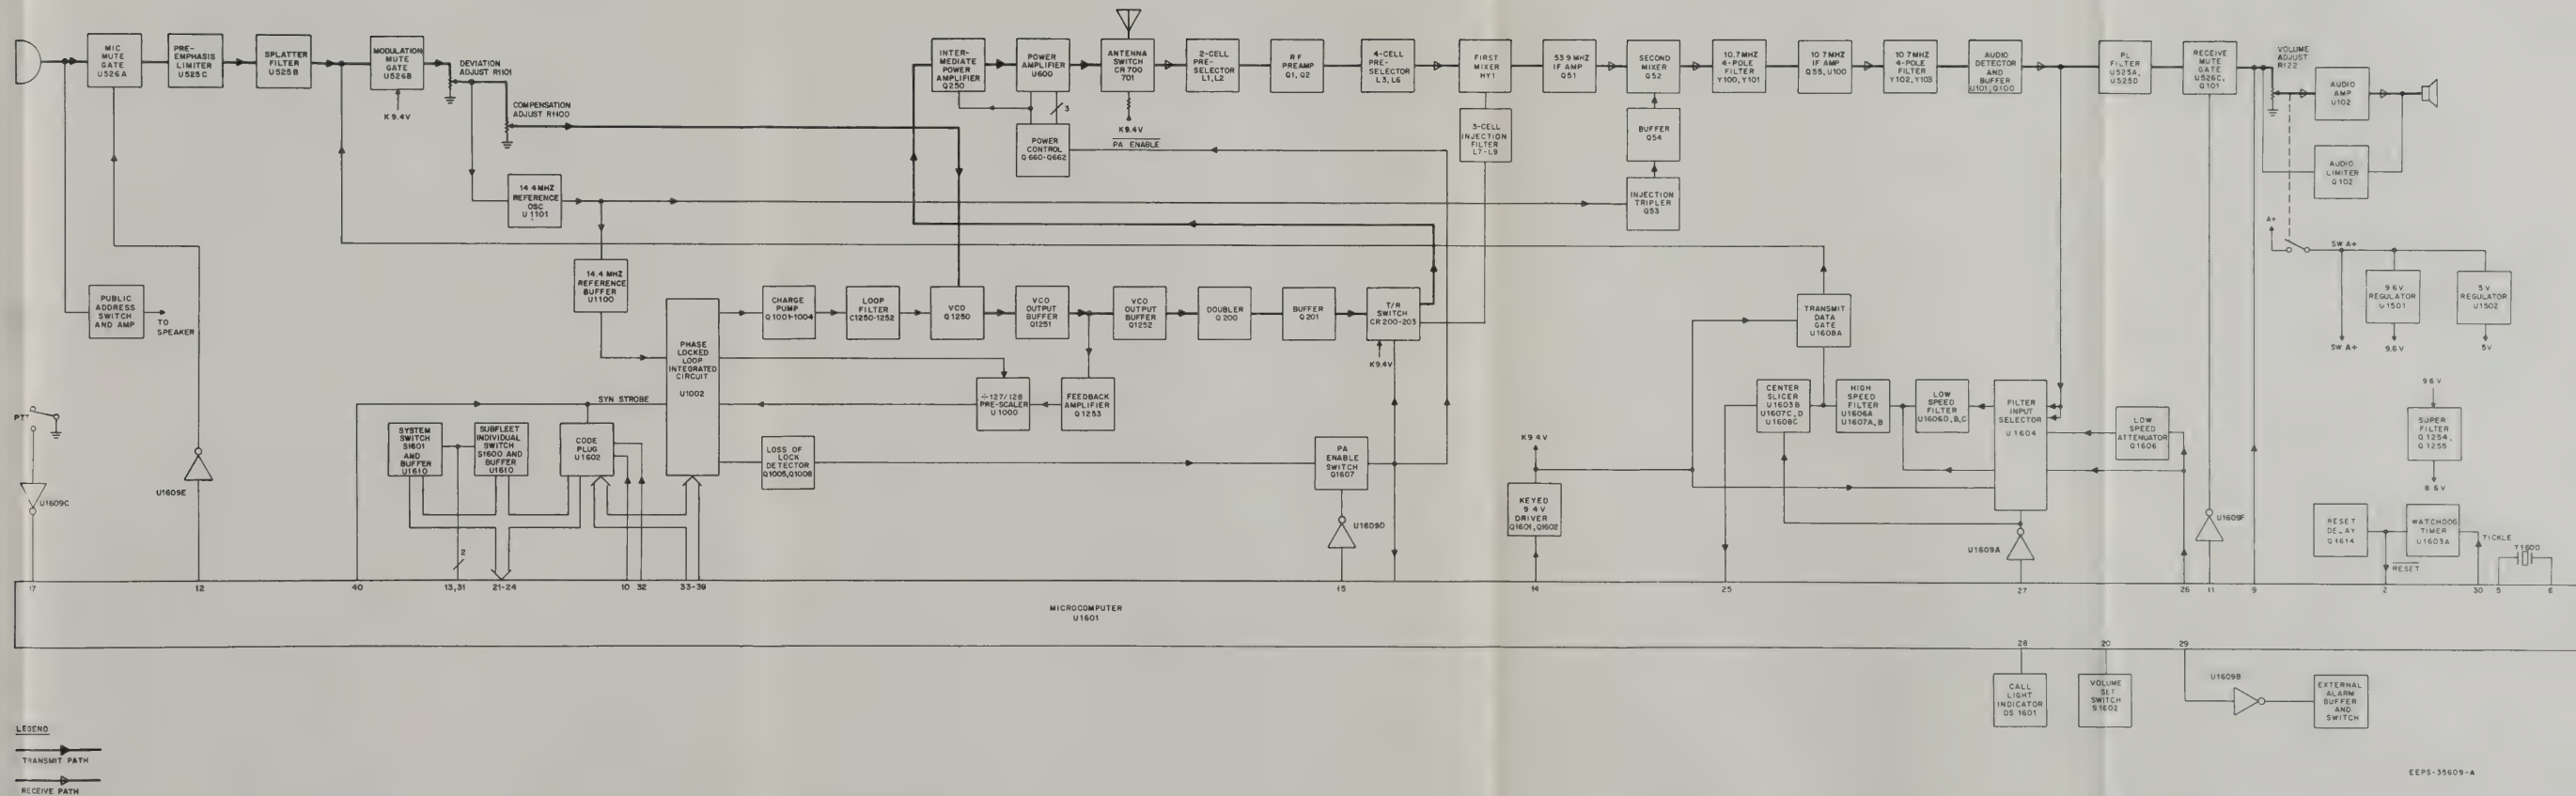 MIC
MUTE
GATE
U526A
PRE-
EMPHASIS
LIMITER
U525C
SPLATTER
FILTER
U525B
MODULATION
MUTE
GATE
U526B
K9.4V
DEVIATION
ADJUST R1101
COMPENSATION
ADJUST R1100
INTER-
MEDIATE
POWER
AMPLIFIER
Q250
POWER
AMPLIFIER
U600
3
ANTENNA
SWITCH
CR700
701
K9.4V
PA ENABLE
POWER
CONTROL
Q660-Q662
2-CELL
PRE-
SELECTOR
L1, L2
RF
PREAMP
Q1, Q2
4-CELL
PRE-
SELECTOR
L3, L6
FIRST
MIXER
HY1
3-CELL
INJECTION
FILTER
L7-L9
53.9 MHZ
IF AMP
Q51
SECOND
MIXER
Q52
BUFFER
Q54
INJECTION
TRIPLER
Q53
10.7MHZ
4-POLE
FILTER
Y100, Y101
10.7MHZ
IF AMP
Q55, U100
10.7MHZ
4-POLE
FILTER
Y102, Y103
AUDIO
DETECTOR
AND
BUFFER
U101, Q100
PL
FILTER
U525A,
U525D
RECEIVE
MUTE
GATE
U526C,
Q101
VOLUME
ADJUST
R122
AUDIO
AMP
U102
AUDIO
LIMITER
Q102
A+
SW A+
9.6V
REGULATOR
U1501
5V
REGULATOR
U1502
SW A+
9.6 V
5V
14.4MHZ
REFERENCE
OSC
U1101
14.4 MHZ
REFERENCE
BUFFER
U1100
PUBLIC
ADDRESS
SWITCH
AND AMP
TO
SPEAKER
PHASE
LOCKED
LOOP
INTEGRATED
CIRCUIT
U1002
CHARGE
PUMP
Q1001-1004
LOOP
FILTER
C1250-1252
VCO
Q1250
VCO
OUTPUT
BUFFER
Q1251
VCO
OUTPUT
BUFFER
Q1252
DOUBLER
Q200
BUFFER
Q201
T/R
SWITCH
CR200-203
K9.4V
TRANSMIT
DATA
GATE
U1608A
÷127/128
PRE-SCALER
U1000
FEEDBACK
AMPLIFIER
Q1253
SYN STROBE
PTT
U1609C
U1609E
SYSTEM
SWITCH
S1601
AND
BUFFER
U1610
SUBFLEET
INDIVIDUAL
SWITCH
S1600 AND
BUFFER
U1610
CODE
PLUG
U1602
LOSS OF
LOCK
DETECTOR
Q1005,Q1008
PA
ENABLE
SWITCH
Q1607
U1609D
K9.4V
KEYED
9.4V
DRIVER
Q1601,Q1602
CENTER
SLICER
U1603B
U1607C, D
U1608C
HIGH
SPEED
FILTER
U1606A
U1607A, B
LOW
SPEED
FILTER
U1606D,B,C
FILTER
INPUT
SELECTOR
U1604
LOW
SPEED
ATTENUATOR
Q1606
U1609A
U1609F
9.6 V
SUPER
FILTER
Q1254,
Q1255
8.6V
RESET
DELAY
Q1614
WATCHDOG
TIMER
U1603A
TICKLE
RESET
Y1600
2
17
12
40
13,31
21-24
10
32
33-39
15
16
14
25
27
26
11
9
2
30
5
6
MICROCOMPUTER
U1601
28
20
29
CALL
LIGHT
INDICATOR
DS 1601
VOLUME
SET
SWITCH
S1602
U1609B
EXTERNAL
ALARM
BUFFER
AND
SWITCH
LEGEND
TRANSMIT PATH
RECEIVE PATH
EEPS-35609-A